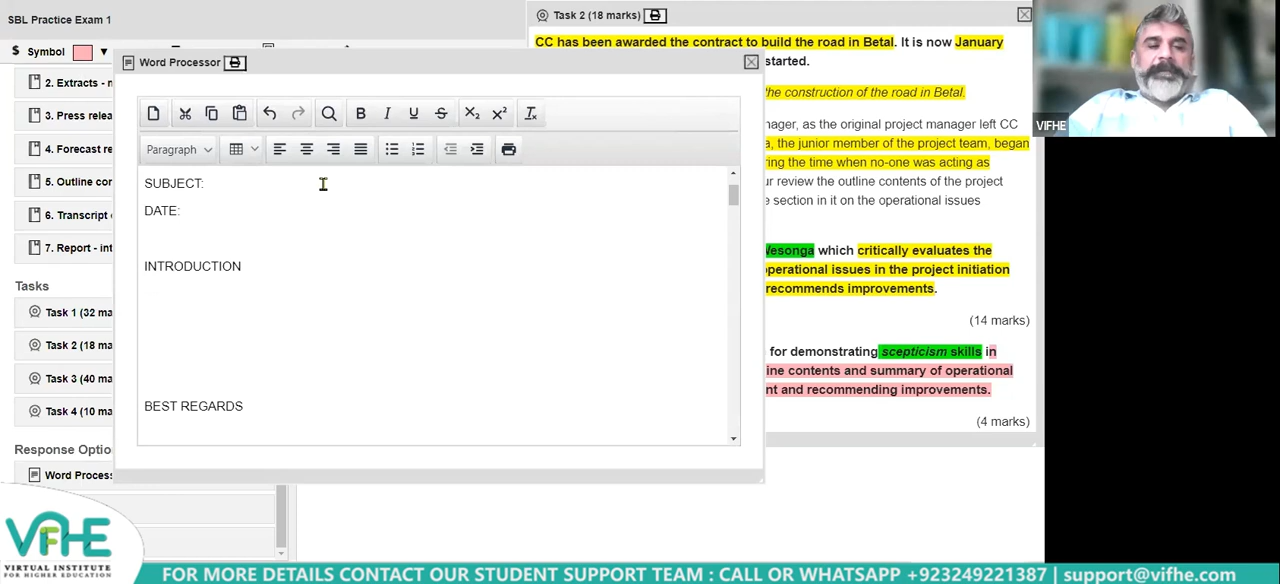 SBL Practice Exam 1
Symbol
2. Extracts -
3. Press relea
4. Forecast re
5. Outline con
6. Transcript
7. Report - int
Tasks
Task 1 (32 ma
Task 2 (18 ma
Task 3 (40 ma
Task 4 (10 ma
Response Optio
Word Process
Word Processor
Paragraph
SUBJECT:
DATE:
INTRODUCTION
BEST REGARDS
Task 2 (18 marks)
CC has been awarded the contract to build the road in Betal. It is now January
started.
the construction of the road in Betal.
nager, as the original project manager left CC
a, the junior member of the project team, began
ring the time when no-one was acting as
ur review the outline contents of the project
e section in it on the operational issues
Wesonga which critically evaluates the
operational issues in the project initiation
recommends improvements.
(14 marks)
for demonstrating scepticism skills in
ine contents and summary of operational
nt and recommending improvements.
(4 marks)
VIFHE
VIFHE
VIRTUAL INSTITUTE
FOR HIGHER EDUCATION
FOR MORE DETAILS CONTACT OUR STUDENT SUPPORT TEAM : CALL OR WHATSAPP +923249221387 | support@vifhe.com